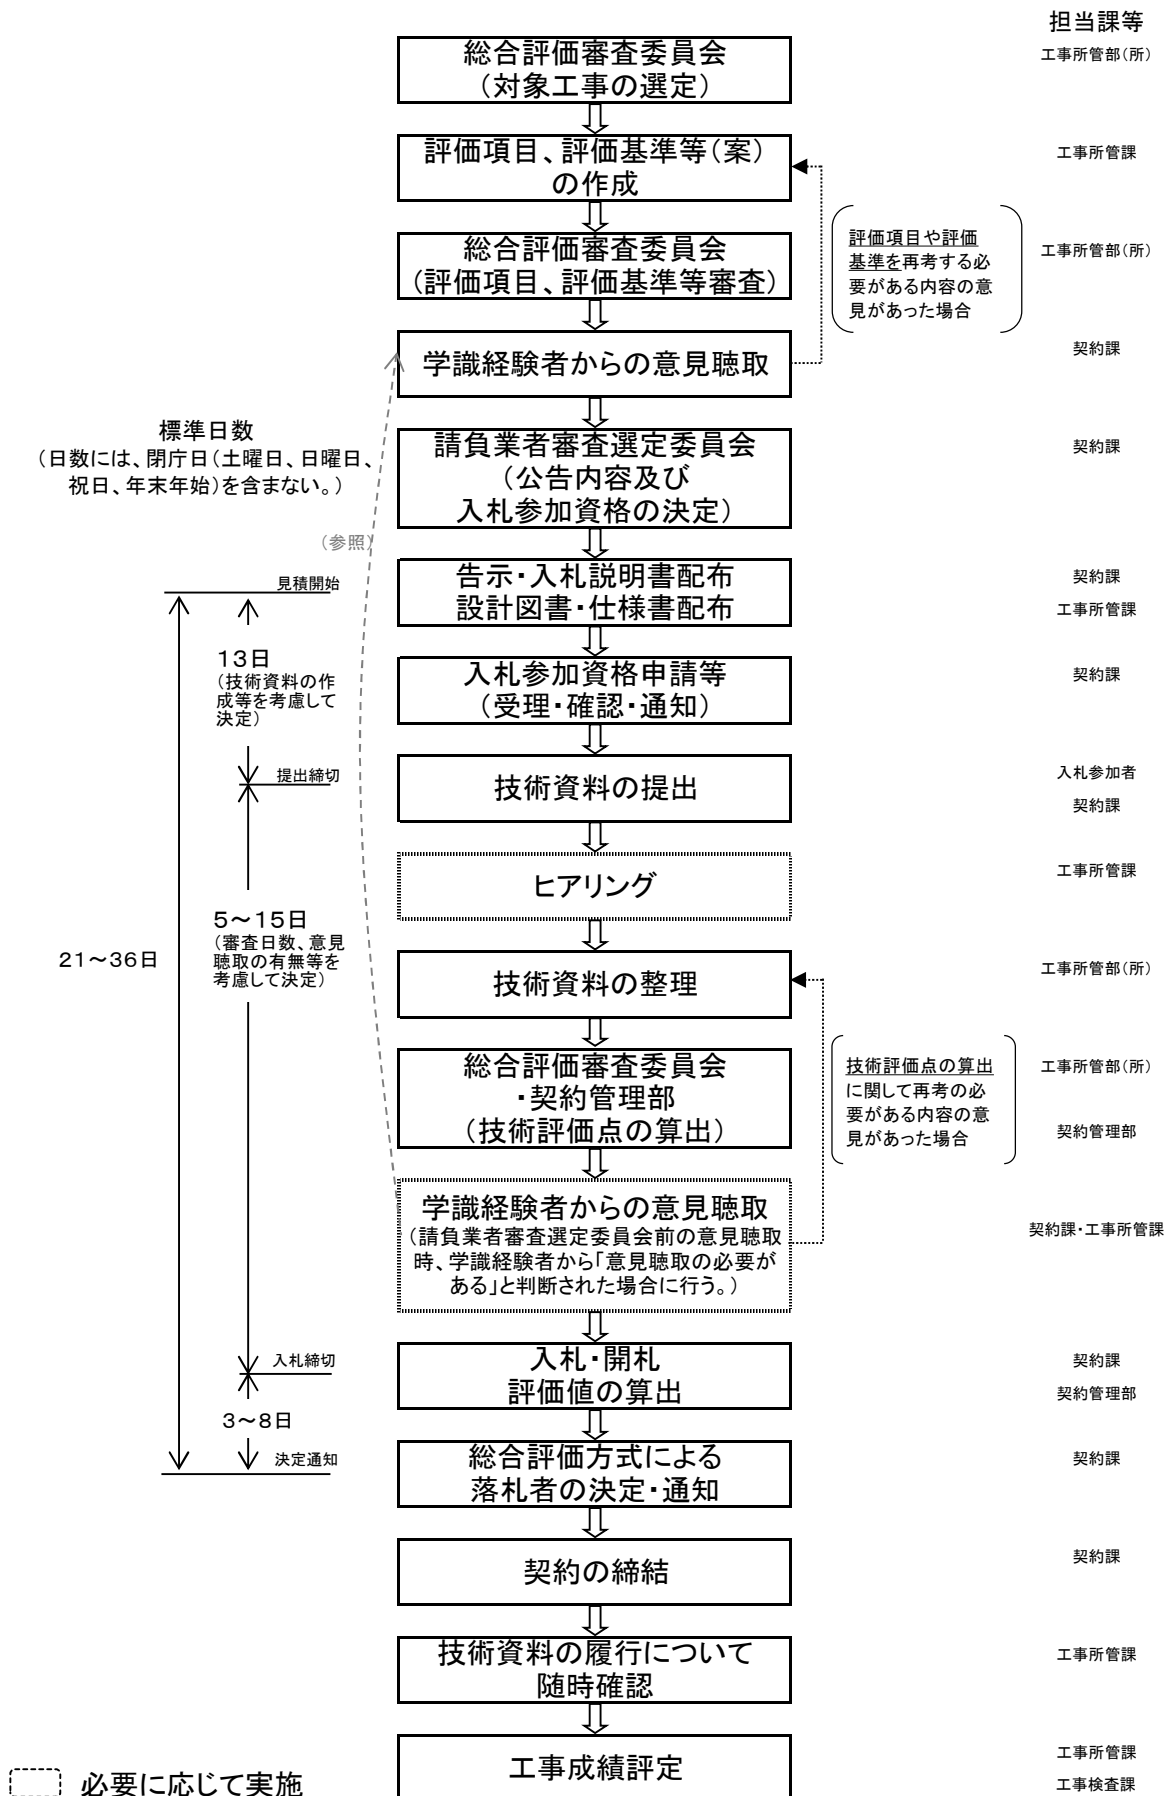 担当課等
総合評価審査委員会
（対象工事の選定）
工事所管部（所）
評価項目、評価基準等（案）
の作成
工事所管課
総合評価審査委員会
（評価項目、評価基準等審査）
評価項目や評価
基準を再考する必
要がある内容の意
見があった場合
工事所管部（所）
学識経験者からの意見聴取
契約課
標準日数
（日数には、閉庁日（土曜日、日曜日、
祝日、年末年始）を含まない。）
請負業者審査選定委員会
（公告内容及び
入札参加資格の決定）
契約課
（参照）
見積開始
告示・入札説明書配布
設計図書・仕様書配布
契約課
工事所管課
13日
（技術資料の作
成等を考慮して
決定）
入札参加資格申請等
（受理・確認・通知）
契約課
提出締切
技術資料の提出
入札参加者
契約課
ヒアリング
工事所管課
21～36日
5～15日
（審査日数、意見
聴取の有無等を
考慮して決定）
技術資料の整理
工事所管部（所）
総合評価審査委員会
・契約管理部
（技術評価点の算出）
技術評価点の算出
に関して再考の必
要がある内容の意
見があった場合
工事所管部（所）
契約管理部
学識経験者からの意見聴取
（請負業者審査選定委員会前の意見聴取
時、学識経験者から「意見聴取の必要が
ある」と判断された場合に行う。）
契約課・工事所管課
入札締切
入札・開札
評価値の算出
契約課
契約管理部
3～8日
決定通知
総合評価方式による
落札者の決定・通知
契約課
契約の締結
契約課
技術資料の履行について
随時確認
工事所管課
工事成績評定
工事所管課
工事検査課
必要に応じて実施